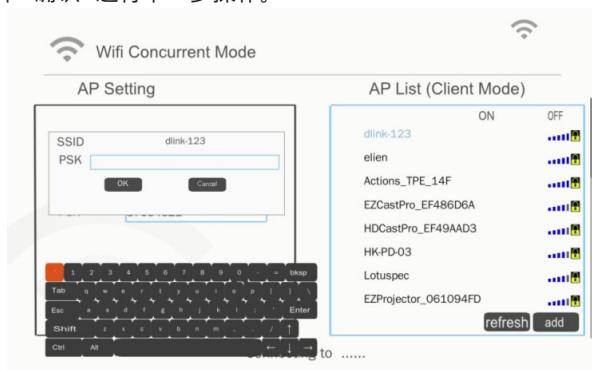 Wifi Concurrent Mode
AP Setting
AP List (Client Mode)
ON OFF
SSID dlink-123
PSK
OK Cancel
dlink-123
elien
Actions_TPE_14F
EZCastPro_EF486D6A
HDCastPro_EF49AAD3
HK-PD-03
Lotuspec
EZProjector_061094FD
refresh add
1 2 3 4 5 6 7 8 9 0 - = bksp
Tab q w e r t y u i o p [ ] \
Esc a s d f g h j k l ; ' Enter
Shift z x c v b n m , . / ↑
Ctrl Alt ← ↓ →
to ......